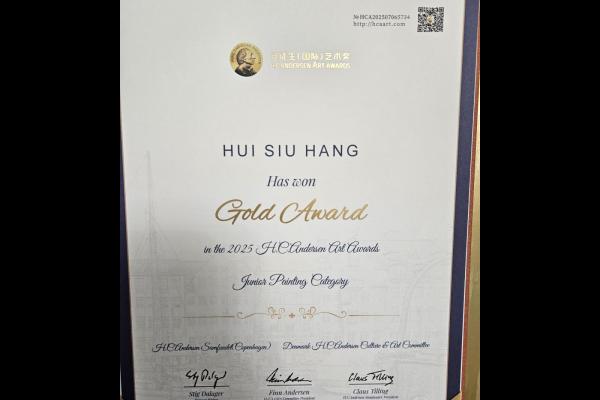 №HCA202507065734
http://hcaart.com
安徒生(国际)艺术奖
HC ANDERSEN ART AWARDS
HUI SIU HANG
Has won
Gold Award
in the 2025 H.C.Andersen Art Awards
Junior Painting Category
H.C.Andersen Samfundet(Copenhagen) Denmark H.C.Andersen Culture & Art Committee
Stig Dalager
Finn Andersen
Claus Tilling